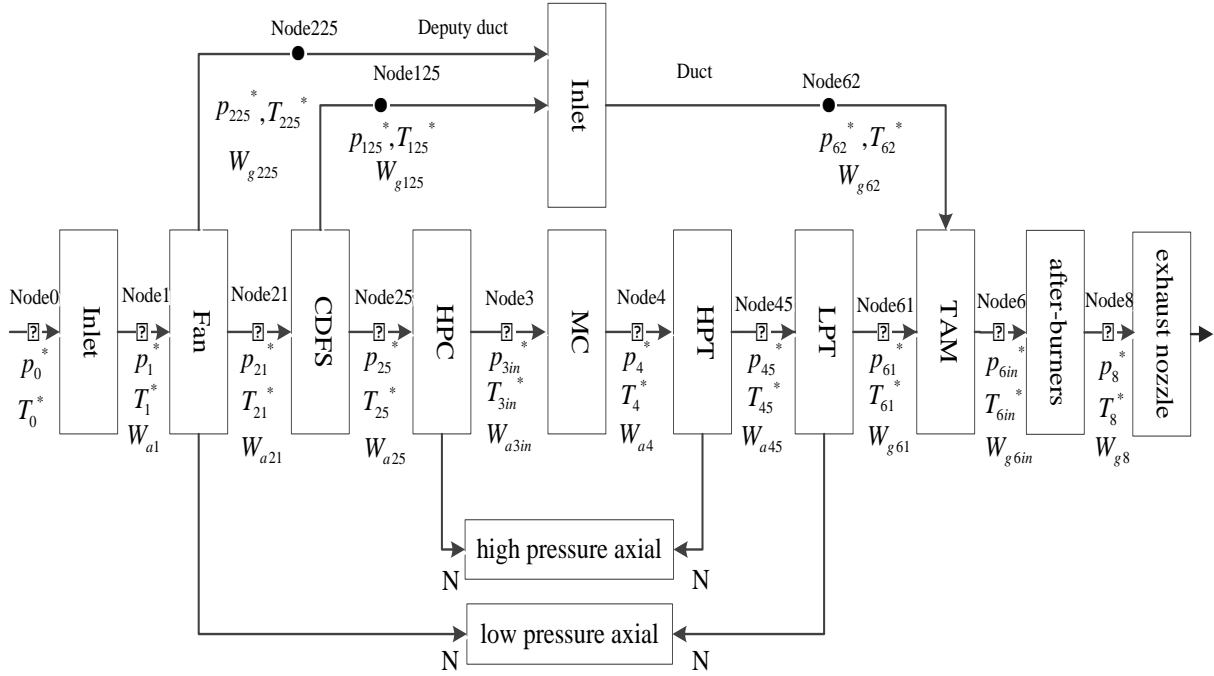 Node225
Deputy duct
Node125
Duct
Node62
Inlet
p225*, T225*
Wg225
p125*, T125*
Wg125
p62*, T62*
Wg62
Node0
Inlet
Node1
Fan
Node21
CDFS
Node25
HPC
Node3
MC
Node4
HPT
Node45
LPT
Node61
TAM
Node6
after-burners
Node8
exhaust nozzle
p0*
T0*
p1*
T1*
Wa1
p21*
T21*
Wa21
p25*
T25*
Wa25
p3in*
T3in*
Wa3in
p4*
T4*
Wa4
p45*
T45*
Wa45
p61*
T61*
Wg61
p6in*
T6in*
Wg6in
p8*
T8*
Wg8
high pressure axial
N
N
low pressure axial
N
N